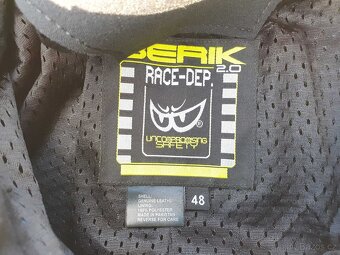 BERIK
2.0
RACE-DEP.
®
UNCOMPROMISING
SAFETY
SHELL:
GENUINE LEATHER
LINING:
100% POLYESTER
MADE IN PAKISTAN
REVERSE FOR CARE
48